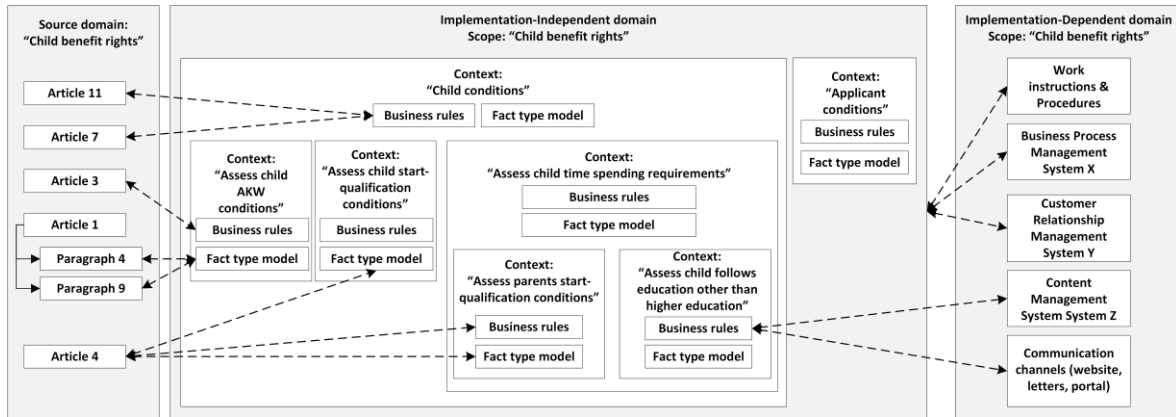 Source domain:
“Child benefit rights”
Article 11
Article 7
Article 3
Article 1
Paragraph 4
Paragraph 9
Article 4
Implementation-Independent domain
Scope: “Child benefit rights”
Context:
“Child conditions”
Business rules
Fact type model
Context:
“Assess child
AKW
conditions”
Business rules
Fact type model
Context:
“Assess child start-
qualification
conditions”
Business rules
Fact type model
Context:
“Assess child time spending requirements”
Business rules
Fact type model
Context:
“Assess parents start-
qualification conditions”
Business rules
Fact type model
Context:
“Assess child follows
education other than
higher education”
Business rules
Fact type model
Context:
“Applicant
conditions”
Business rules
Fact type model
Implementation-Dependent domain
Scope: “Child benefit rights”
Work
instructions &
Procedures
Business Process
Management
System X
Customer
Relationship
Management
System Y
Content
Management
System System Z
Communication
channels (website,
letters, portal)